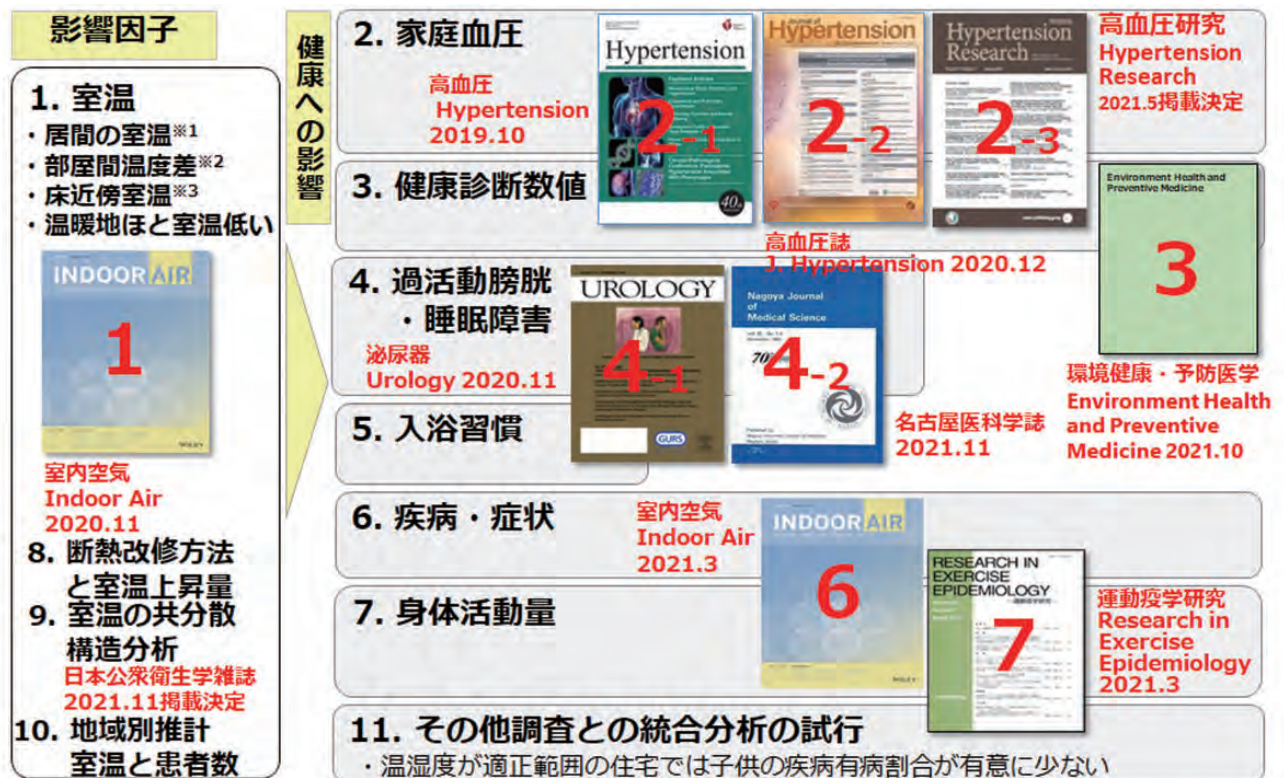 影響因子
1. 室温
・居間の室温※1
・部屋間温度差※2
・床近傍室温※3
・温暖地ほど室温低い
INDOOR AIR
1
WILEY
室内空気
Indoor Air
2020.11
8. 断熱改修方法
と室温上昇量
9. 室温の共分散
構造分析
日本公衆衛生学雑誌
2021.11掲載決定
10. 地域別推計
室温と患者数
健康への影響
2. 家庭血圧
高血圧
Hypertension
2019.10
Hypertension
2-1
40th
Journal of
Hypertension
2-2
Hypertension
Research
2-3
高血圧研究
Hypertension
Research
2021.5掲載決定
3. 健康診断数値
高血圧誌
J. Hypertension 2020.12
Environment Health and
Preventive Medicine
3
環境健康・予防医学
Environment Health
and Preventive
Medicine 2021.10
4. 過活動膀胱
・睡眠障害
泌尿器
Urology 2020.11
UROLOGY
4-1
GURS
Nagoya Journal
of
Medical Science
70
4-2
名古屋医科学誌
2021.11
5. 入浴習慣
6. 疾病・症状
室内空気
Indoor Air
2021.3
INDOOR AIR
6
WILEY
7. 身体活動量
RESEARCH IN
EXERCISE
EPIDEMIOLOGY
7
運動疫学研究
Research in
Exercise
Epidemiology
2021.3
11. その他調査との統合分析の試行
・温湿度が適正範囲の住宅では子供の疾病有病割合が有意に少ない